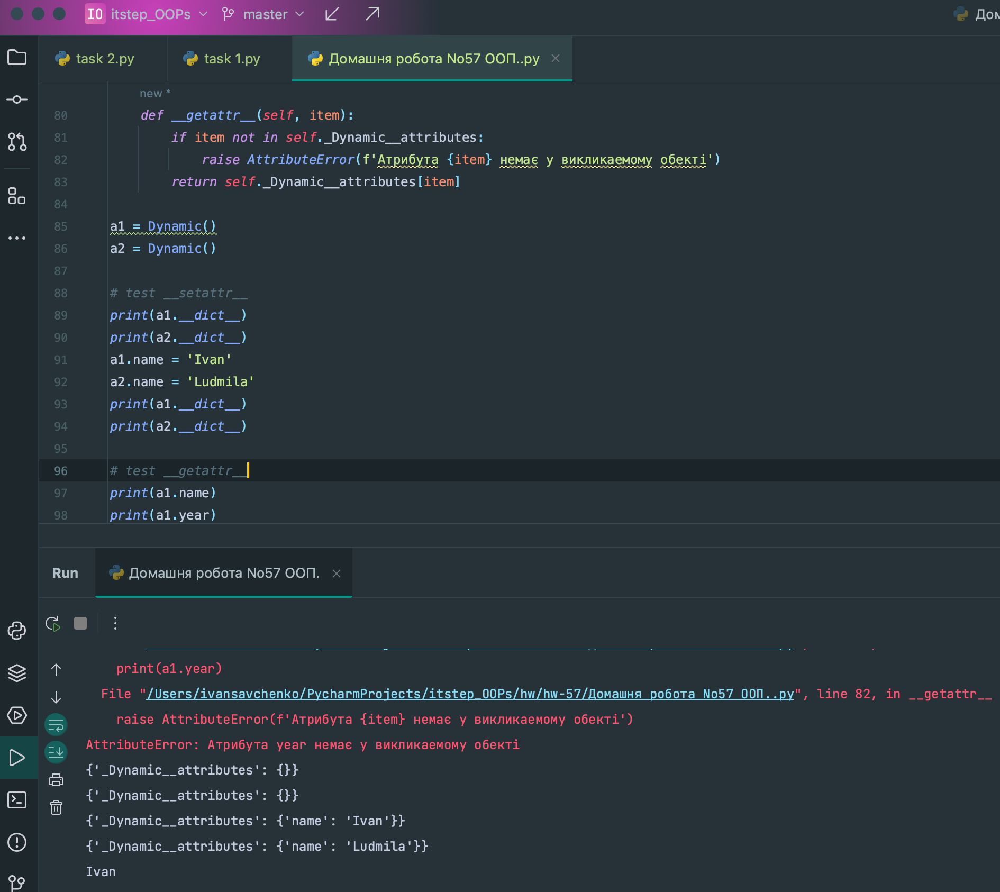 IO itstep_OOPs master Дом
task 2.py task 1.py Домашня робота No57 ООП..py
new *
80 def __getattr__(self, item):
81 if item not in self._Dynamic__attributes:
82 raise AttributeError(f'Атрибута {item} немає у викликаемому обекті')
83 return self._Dynamic__attributes[item]
84
85 a1 = Dynamic()
86 a2 = Dynamic()
87
88 # test __setattr__
89 print(a1.__dict__)
90 print(a2.__dict__)
91 a1.name = 'Ivan'
92 a2.name = 'Ludmila'
93 print(a1.__dict__)
94 print(a2.__dict__)
95
96 # test __getattr__
97 print(a1.name)
98 print(a1.year)
Run Домашня робота No57 ООП.
print(a1.year)
File "/Users/ivansavchenko/PycharmProjects/itstep_OOPs/hw/hw-57/Домашня робота No57 ООП..py", line 82, in __getattr__
raise AttributeError(f'Атрибута {item} немає у викликаемому обекті')
AttributeError: Атрибута year немає у викликаемому обекті
{'_Dynamic__attributes': {}}
{'_Dynamic__attributes': {}}
{'_Dynamic__attributes': {'name': 'Ivan'}}
{'_Dynamic__attributes': {'name': 'Ludmila'}}
Ivan